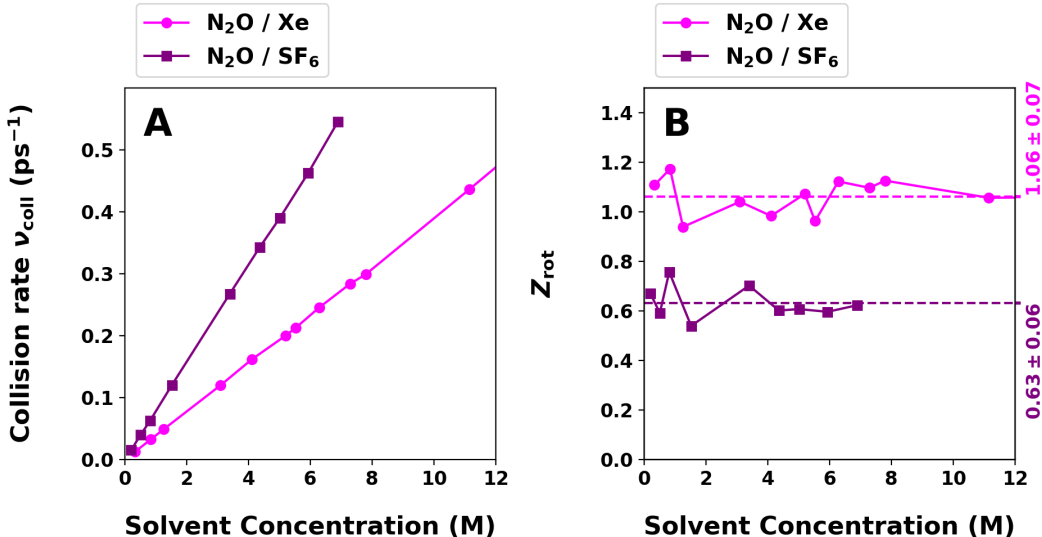 N₂O / Xe
N₂O / SF₆
A
0.5
0.4
0.3
0.2
0.1
0.0
0 2 4 6 8 10 12
Collision rate ν_coll (ps⁻¹)
Solvent Concentration (M)
N₂O / Xe
N₂O / SF₆
B
1.4
1.2
1.0
0.8
0.6
0.4
0.2
0.0
0 2 4 6 8 10 12
Z_rot
Solvent Concentration (M)
1.06 ± 0.07
0.63 ± 0.06